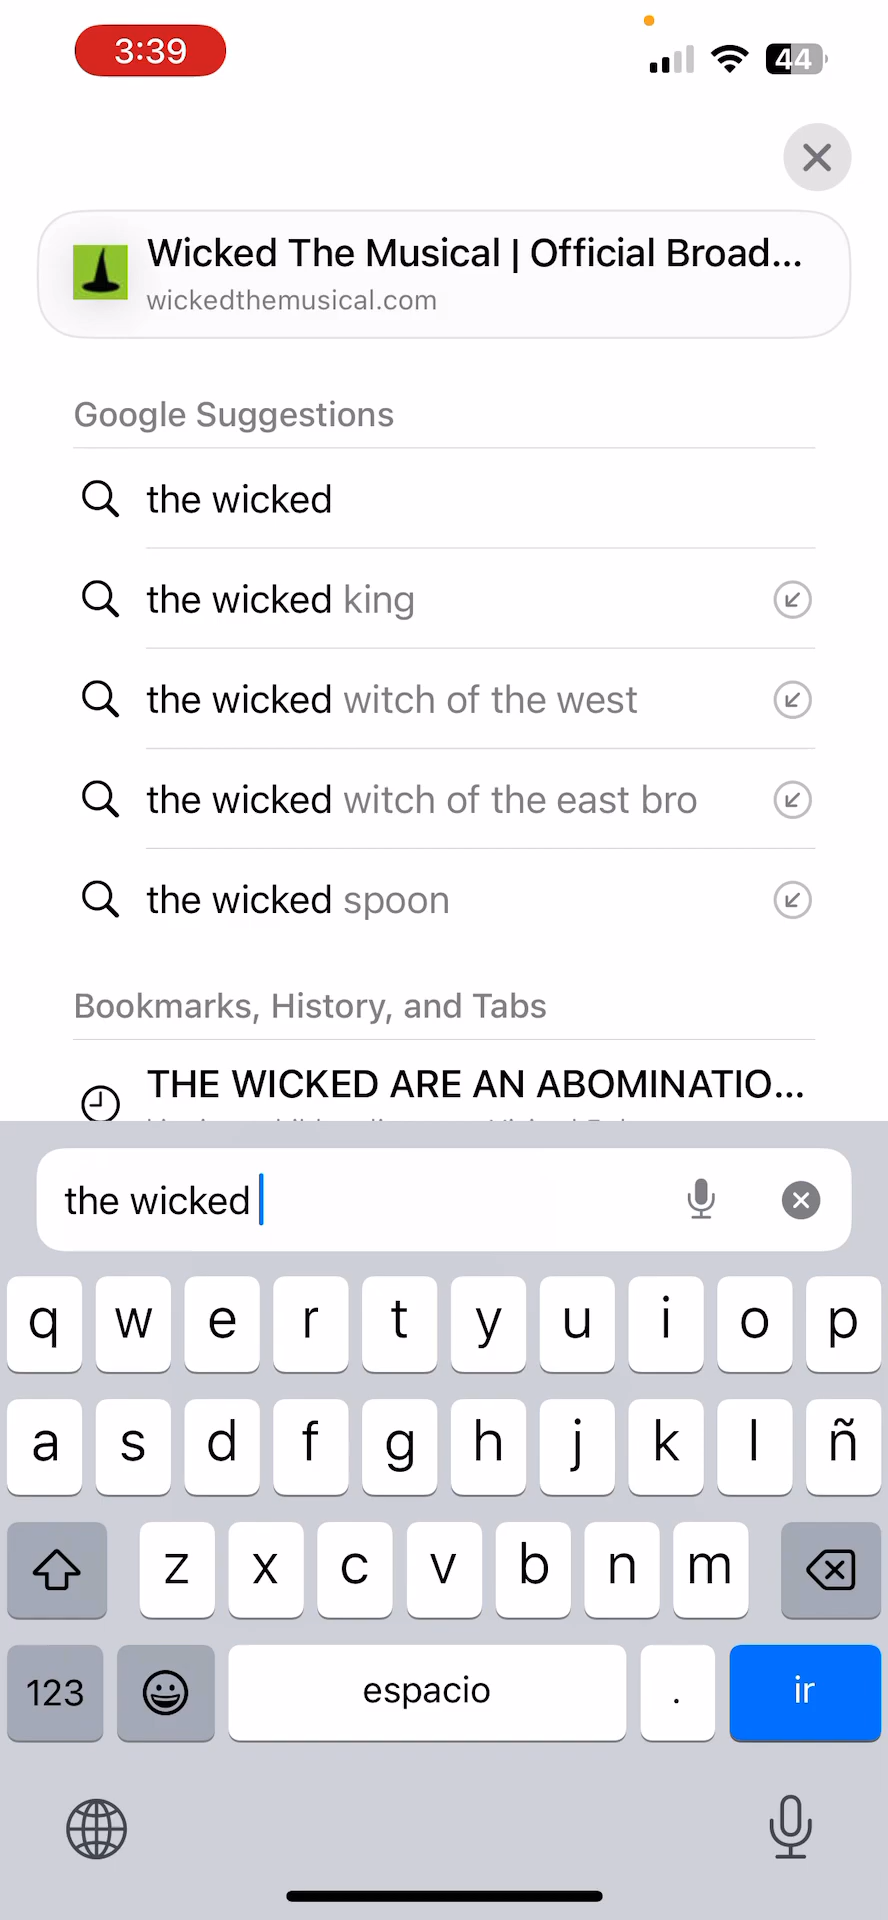 3:39
44
Wicked The Musical | Official Broad...
wickedthemusical.com
Google Suggestions
the wicked
the wicked king
the wicked witch of the west
the wicked witch of the east bro
the wicked spoon
Bookmarks, History, and Tabs
THE WICKED ARE AN ABOMINATIO...
the wicked
q w e r t y u i o p
a s d f g h j k l ñ
z x c v b n m
123 espacio . ir